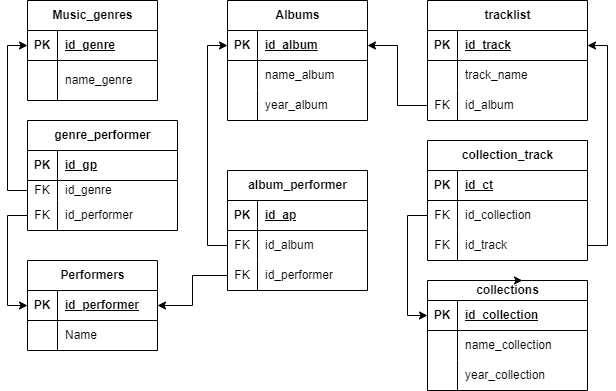 Music_genres
PK id_genre
name_genre
genre_performer
PK id_gp
FK id_genre
FK id_performer
Performers
PK id_performer
Name
Albums
PK id_album
name_album
year_album
album_performer
PK id_ap
FK id_album
FK id_performer
tracklist
PK id_track
track_name
FK id_album
collection_track
PK id_ct
FK id_collection
FK id_track
collections
PK id_collection
name_collection
year_collection